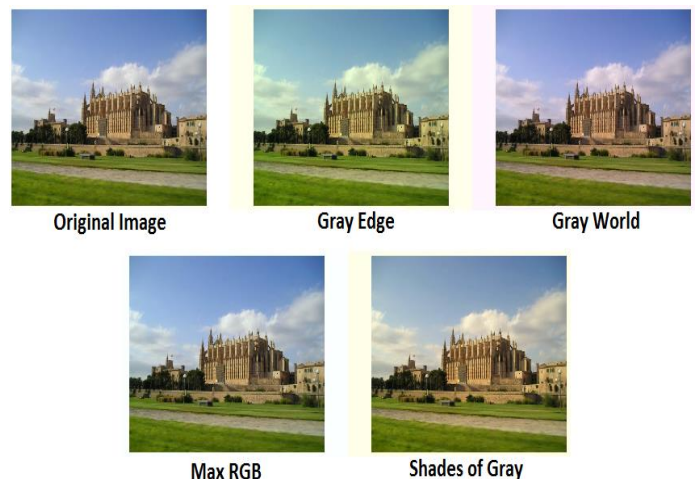 Original Image
Gray Edge
Gray World
Max RGB
Shades of Gray